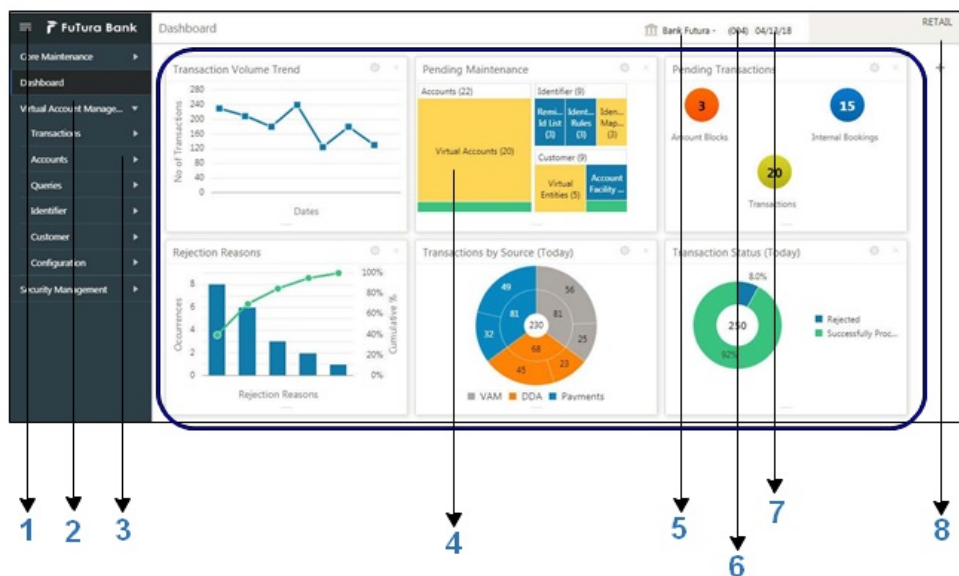 FuTura Bank
Dashboard
Bank Futura - (004) 04/13/18
RETAIL
Core Maintenance
Dashboard
Virtual Account Manage...
Transactions
Accounts
Queries
Identifier
Customer
Configuration
Security Management
Transaction Volume Trend
No of Transactions
280
240
200
160
120
80
40
0
Dates
Pending Maintenance
Accounts (22)
Virtual Accounts (20)
Identifier (9)
Remi... Id List (3)
Ident... Rules (3)
Iden... Map... (3)
Customer (9)
Virtual Entities (5)
Account Facility ...
Pending Transactions
3
Amount Blocks
15
Internal Bookings
20
Transactions
Rejection Reasons
Occurrences
8
6
4
2
0
100%
80%
60%
40%
20%
0%
Cumulative %
Rejection Reasons
Transactions by Source (Today)
49
56
81
81
32
230
25
68
45
23
VAM DDA Payments
Transaction Status (Today)
8.0%
250
92%
Rejected
Successfully Proc...
1
2
3
4
5
6
7
8